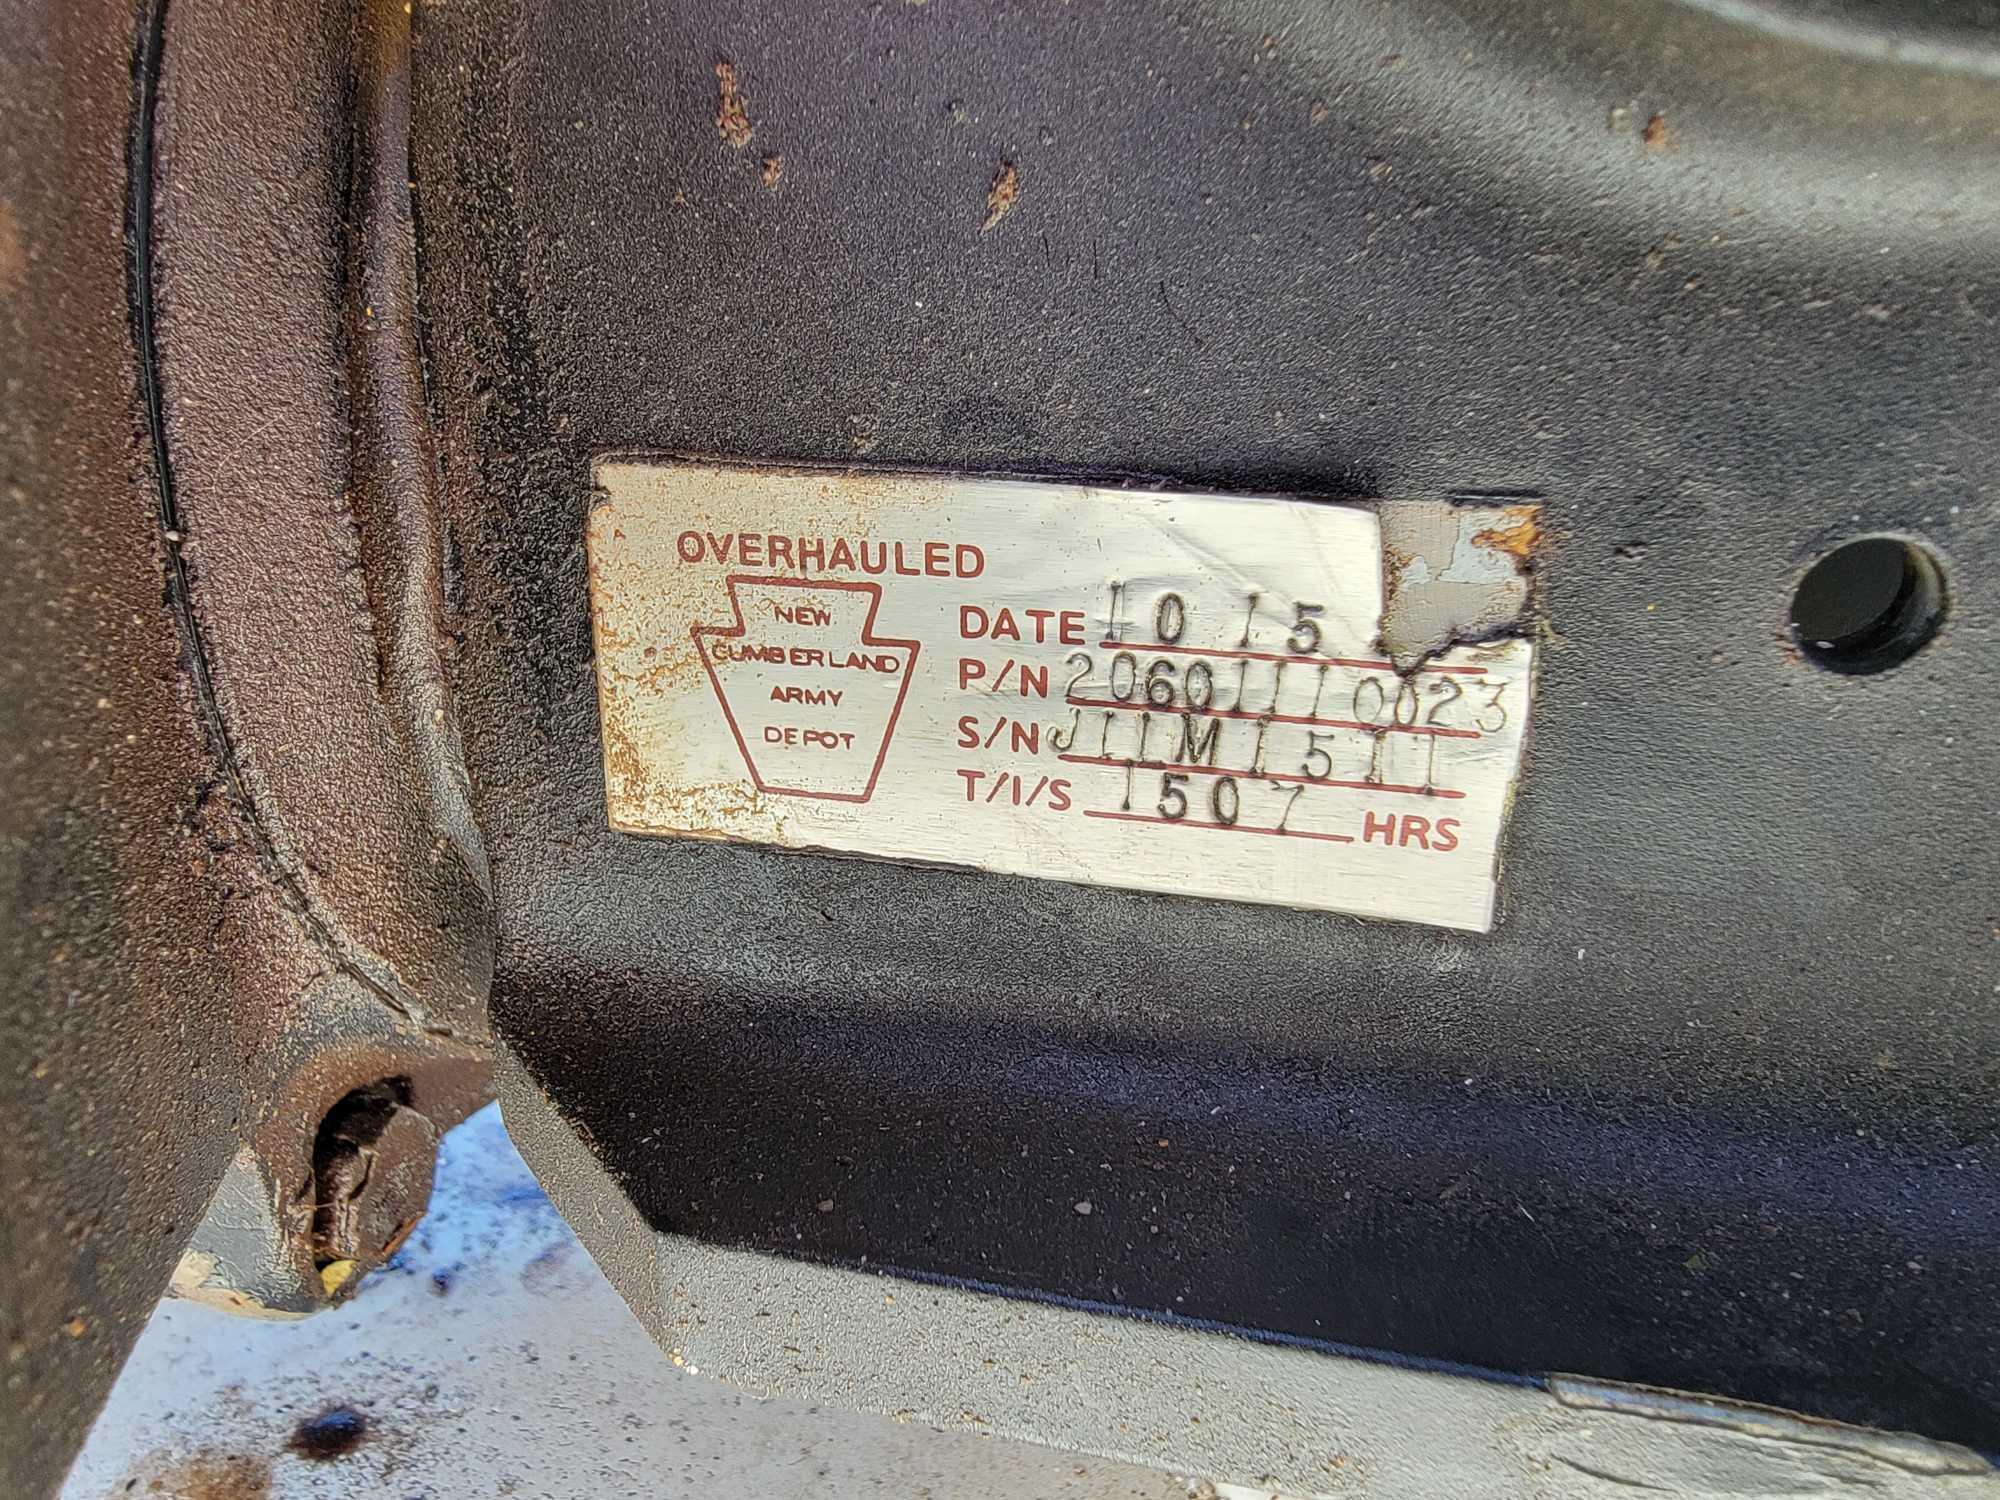 OVERHAULED
NEW
CUMBERLAND
ARMY
DEPOT
DATE 10 15
P/N 2060111 0023
S/N J11M1511
T/I/S 1507 HRS